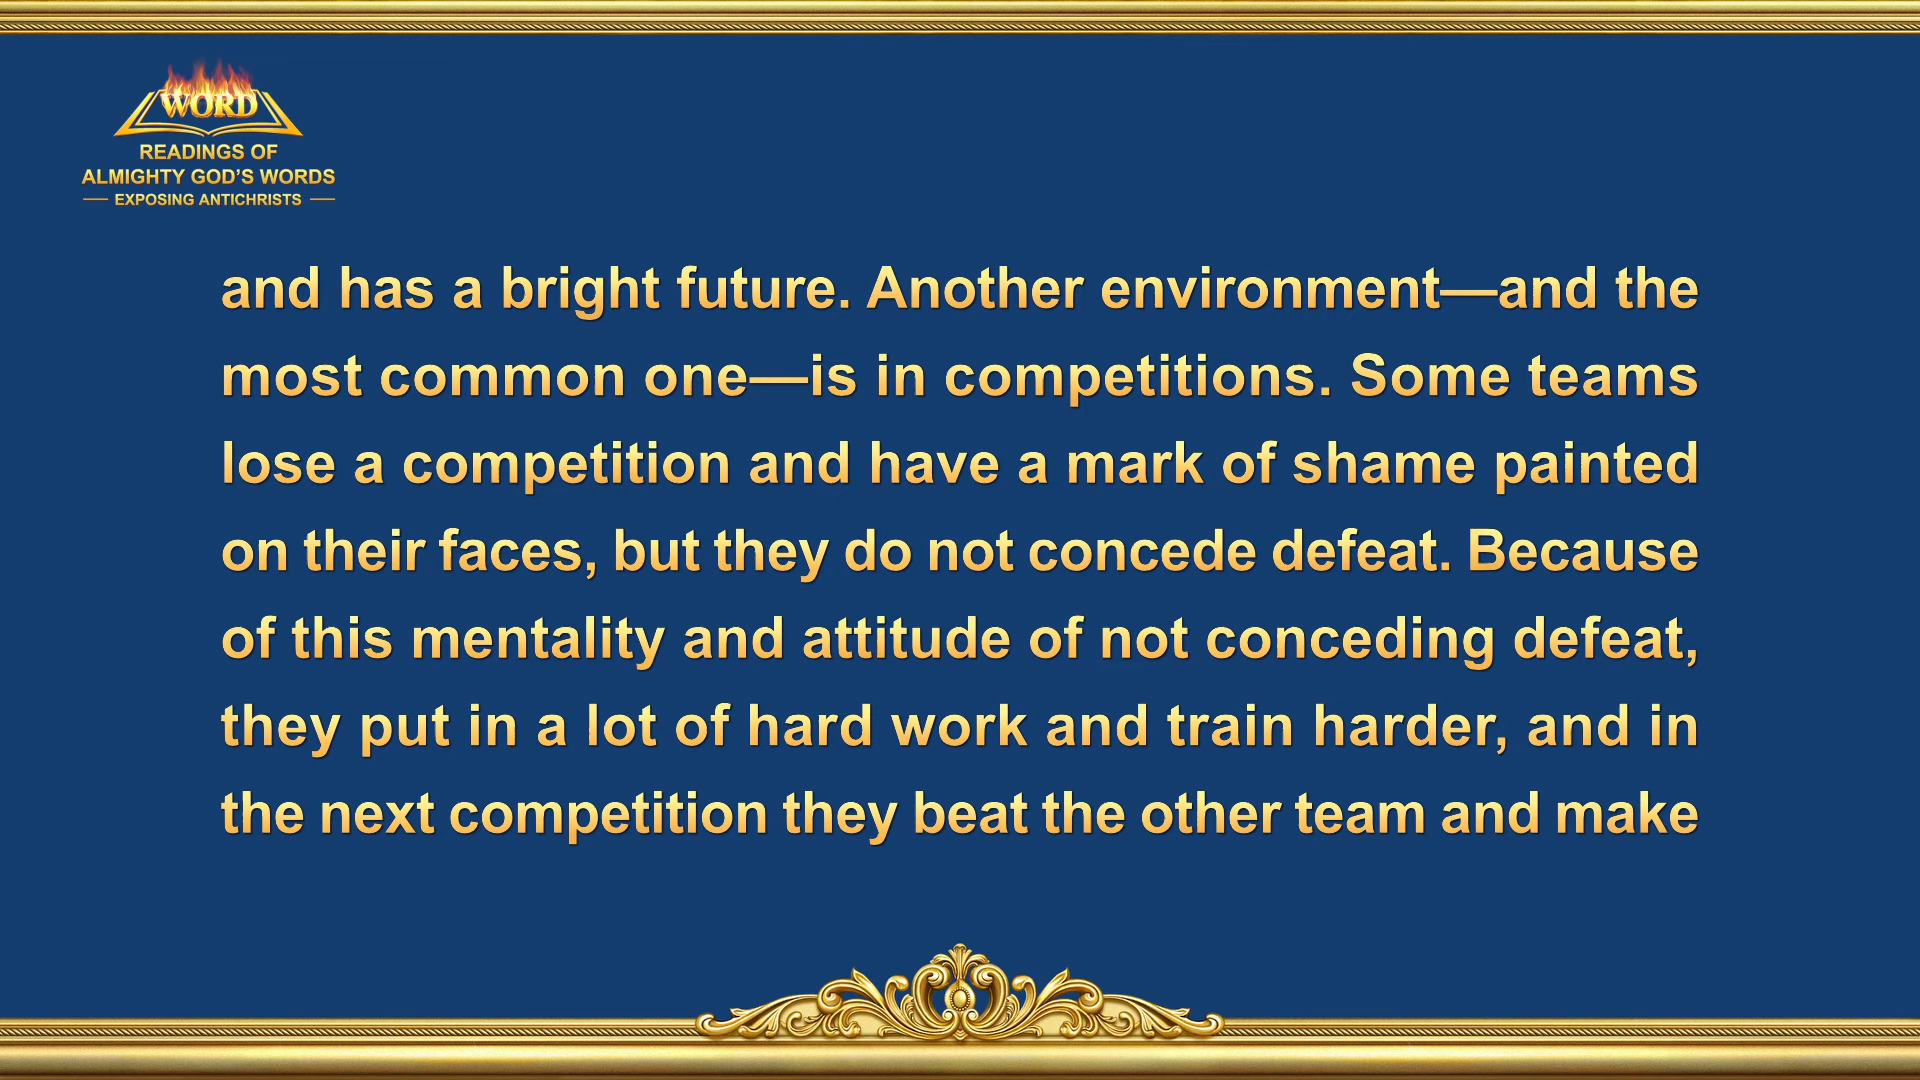 WORD
READINGS OF
ALMIGHTY GOD'S WORDS
EXPOSING ANTICHRISTS
and has a bright future. Another environment—and the
most common one—is in competitions. Some teams
lose a competition and have a mark of shame painted
on their faces, but they do not concede defeat. Because
of this mentality and attitude of not conceding defeat,
they put in a lot of hard work and train harder, and in
the next competition they beat the other team and make